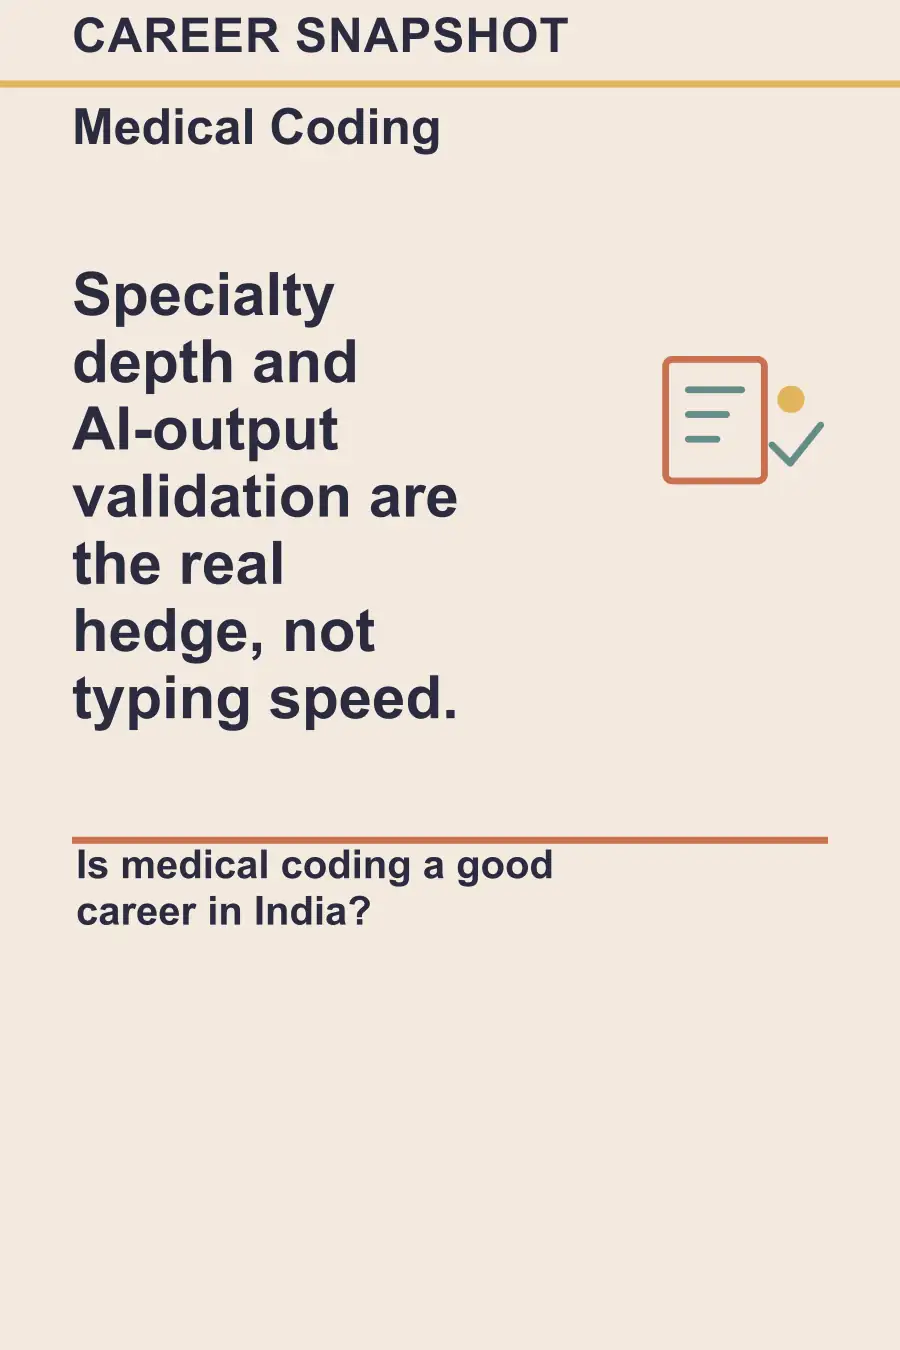 CAREER SNAPSHOT
Medical Coding
Specialty
depth and
AI-output
validation are
the real
hedge, not
typing speed.
Is medical coding a good
career in India?